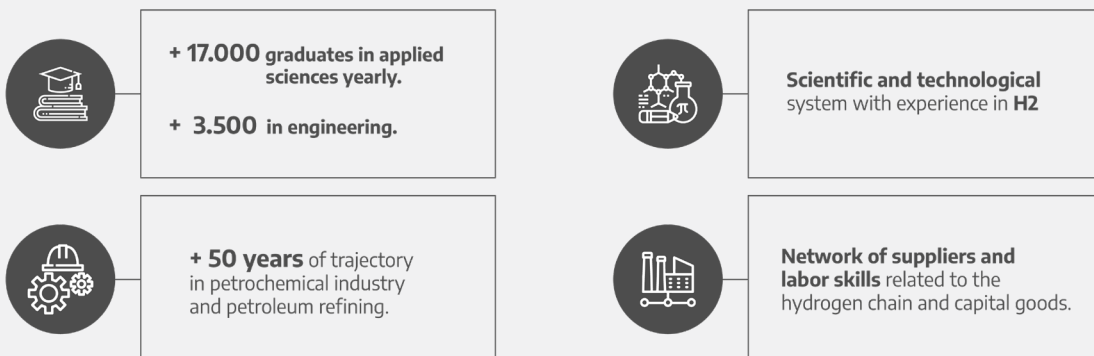 + 17.000 graduates in applied
sciences yearly.
+ 3.500 in engineering.
Scientific and technological
system with experience in H2
+ 50 years of trajectory
in petrochemical industry
and petroleum refining.
Network of suppliers and
labor skills related to the
hydrogen chain and capital goods.
π